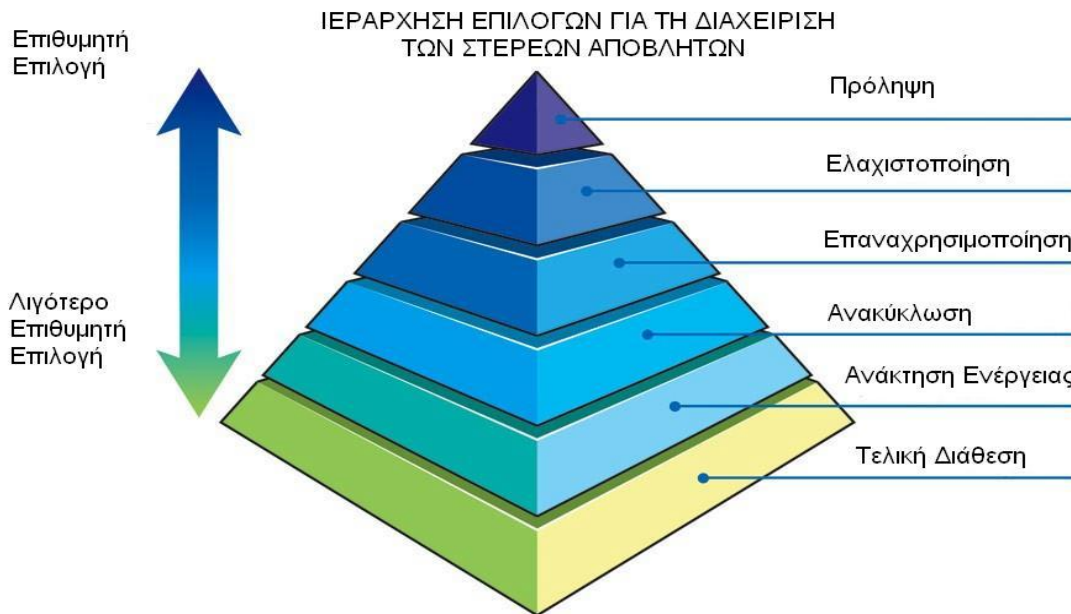 ΙΕΡΑΡΧΗΣΗ ΕΠΙΛΟΓΩΝ ΓΙΑ ΤΗ ΔΙΑΧΕΙΡΙΣΗ
ΤΩΝ ΣΤΕΡΕΩΝ ΑΠΟΒΛΗΤΩΝ
Επιθυμητή
Επιλογή
Πρόληψη
Ελαχιστοποίηση
Επαναχρησιμοποίηση
Λιγότερο
Επιθυμητή
Επιλογή
Ανακύκλωση
Ανάκτηση Ενέργειας
Τελική Διάθεση